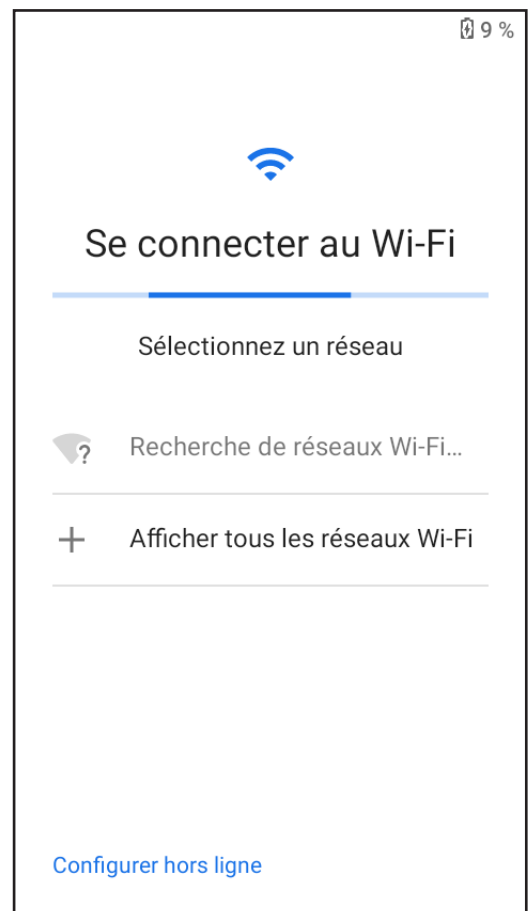 9 %
Se connecter au Wi-Fi
Sélectionnez un réseau
Recherche de réseaux Wi-Fi…
Afficher tous les réseaux Wi-Fi
Configurer hors ligne